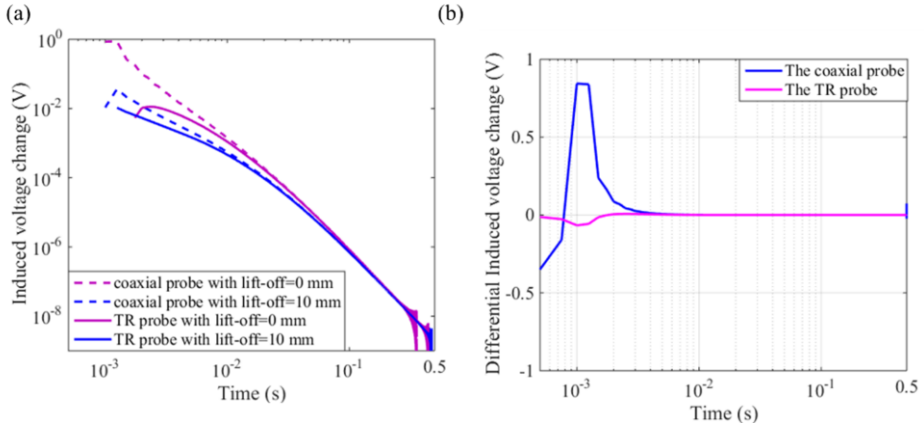 (a)
Induced voltage change (V)
10^0
10^-2
10^-4
10^-6
10^-8
coaxial probe with lift-off=0 mm
coaxial probe with lift-off=10 mm
TR probe with lift-off=0 mm
TR probe with lift-off=10 mm
10^-3
10^-2
10^-1
0.5
Time (s)
(b)
Differential Induced voltage change (V)
1
0.5
0
-0.5
-1
The coaxial probe
The TR probe
10^-3
10^-2
10^-1
0.5
Time (s)